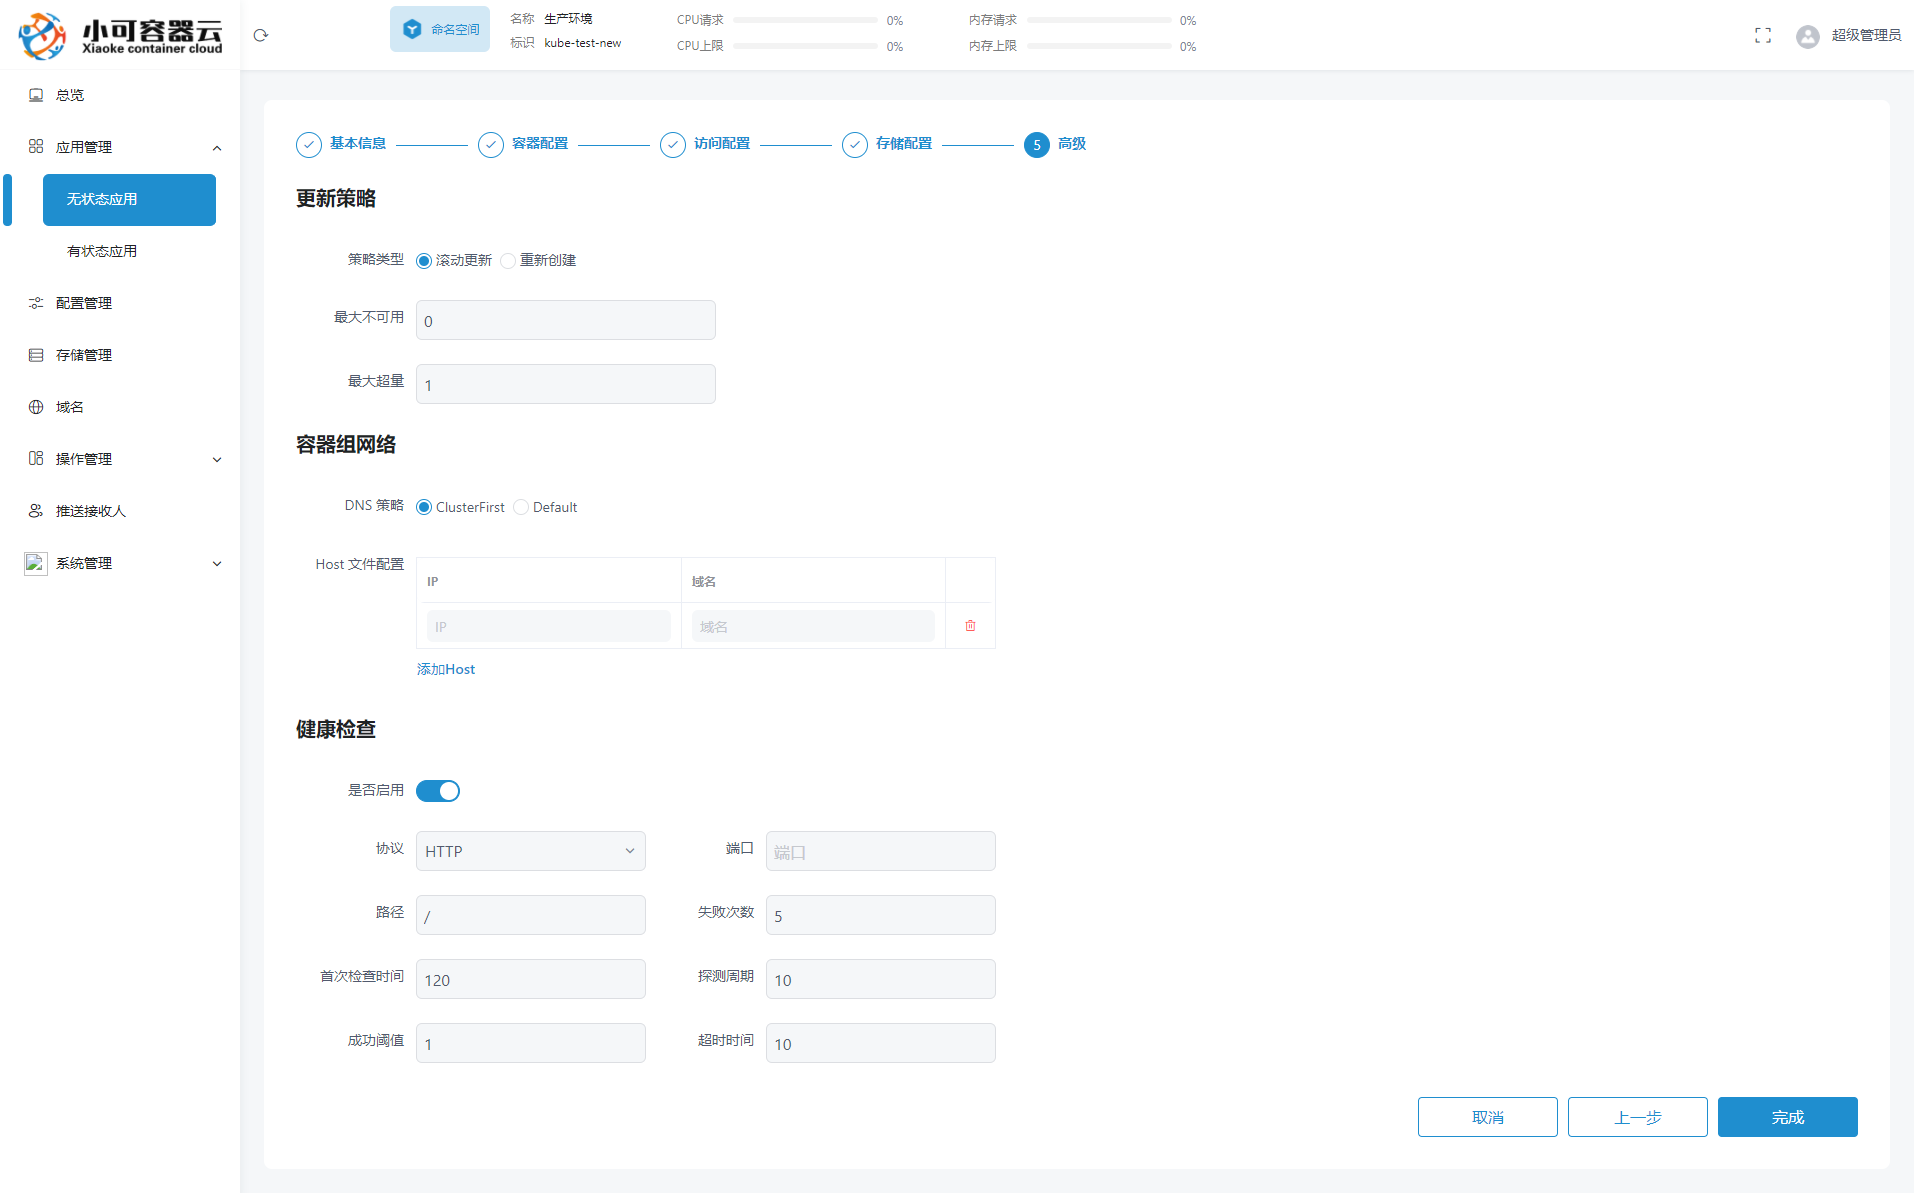 小可容器云
Xiaoke container cloud
命名空间
名称 生产环境
标识 kube-test-new
CPU请求 0%
CPU上限 0%
内存请求 0%
内存上限 0%
超级管理员
总览
应用管理
无状态应用
有状态应用
配置管理
存储管理
域名
操作管理
推送接收人
系统管理
基本信息 容器配置 访问配置 存储配置 5 高级
更新策略
策略类型 滚动更新 重新创建
最大不可用 0
最大超量 1
容器组网络
DNS 策略 ClusterFirst Default
Host 文件配置
IP 域名
IP 域名
添加Host
健康检查
是否启用
协议 HTTP 端口 端口
路径 / 失败次数 5
首次检查时间 120 探测周期 10
成功阈值 1 超时时间 10
取消 上一步 完成